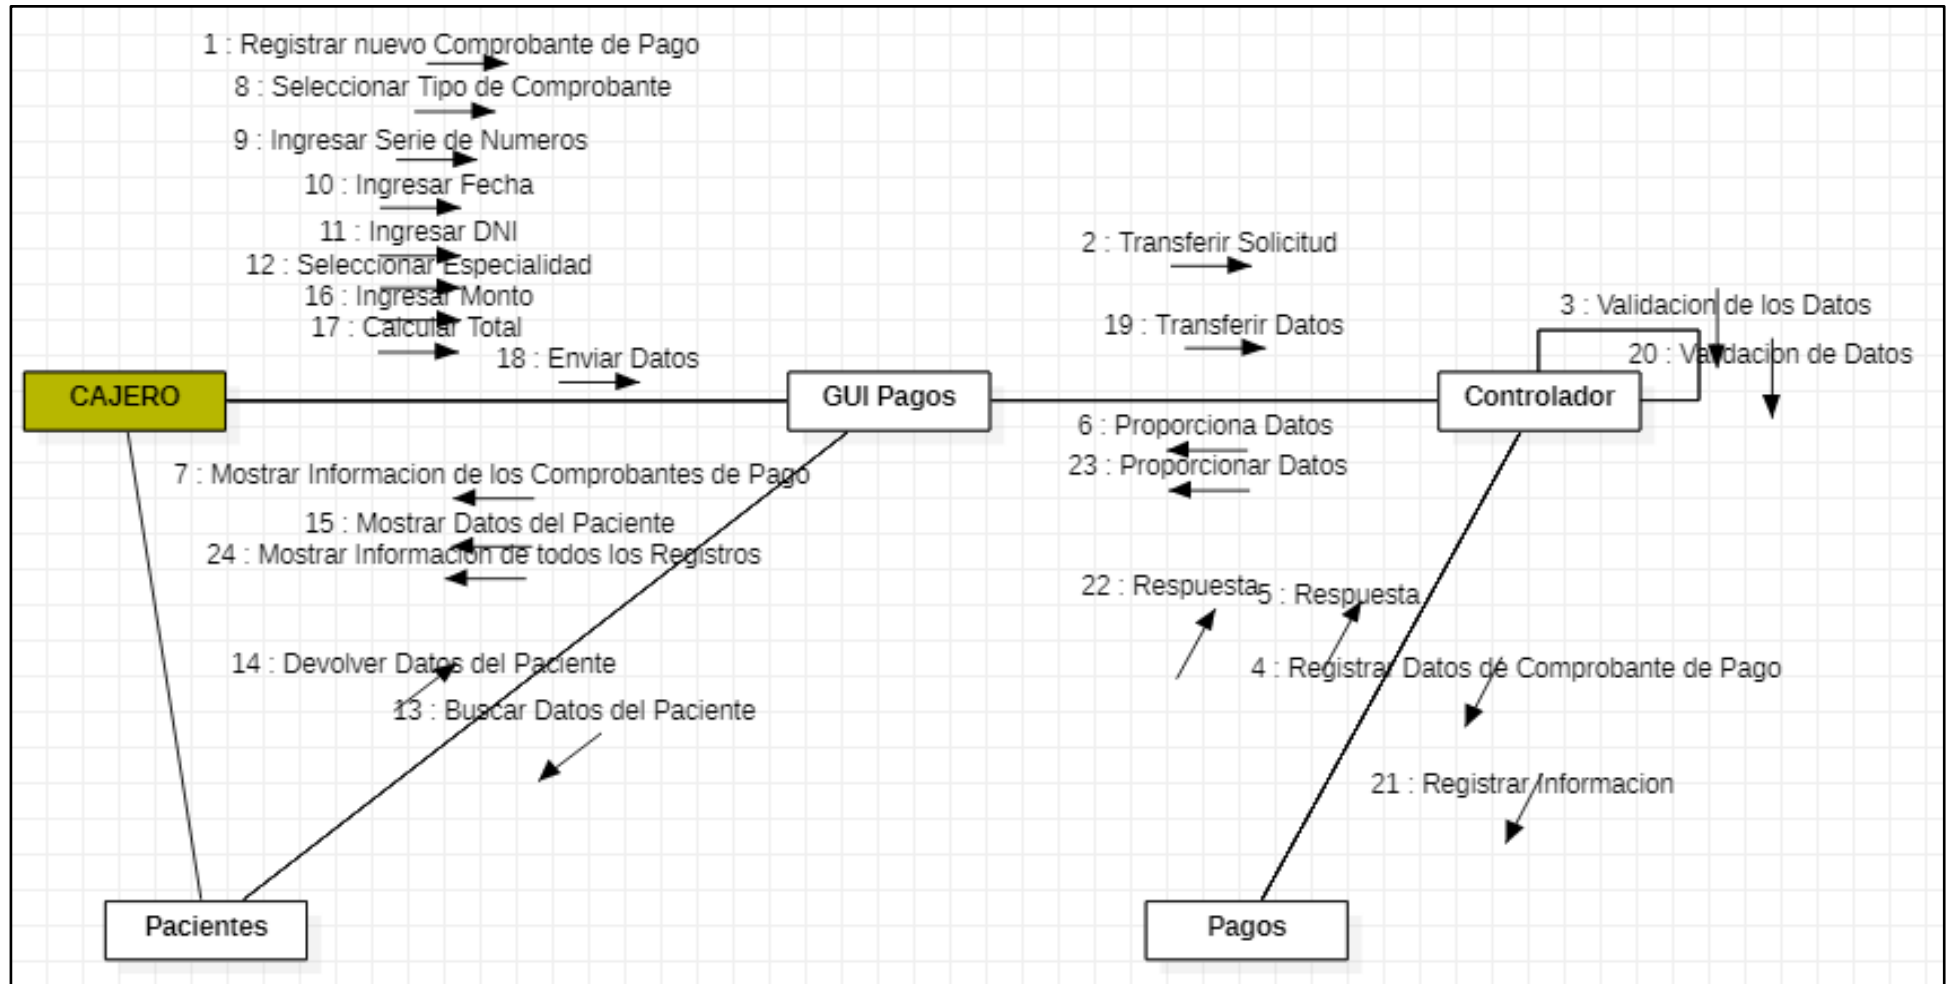 1 : Registrar nuevo Comprobante de Pago
8 : Seleccionar Tipo de Comprobante
9 : Ingresar Serie de Numeros
10 : Ingresar Fecha
11 : Ingresar DNI
12 : Seleccionar Especialidad
16 : Ingresar Monto
17 : Calcular Total
18 : Enviar Datos
2 : Transferir Solicitud
19 : Transferir Datos
3 : Validacion de los Datos
20 : Validacion de Datos
CAJERO
GUI Pagos
Controlador
6 : Proporciona Datos
23 : Proporcionar Datos
7 : Mostrar Informacion de los Comprobantes de Pago
15 : Mostrar Datos del Paciente
24 : Mostrar Informacion de todos los Registros
22 : Respuesta
5 : Respuesta
14 : Devolver Datos del Paciente
4 : Registrar Datos de Comprobante de Pago
13 : Buscar Datos del Paciente
21 : Registrar Informacion
Pacientes
Pagos